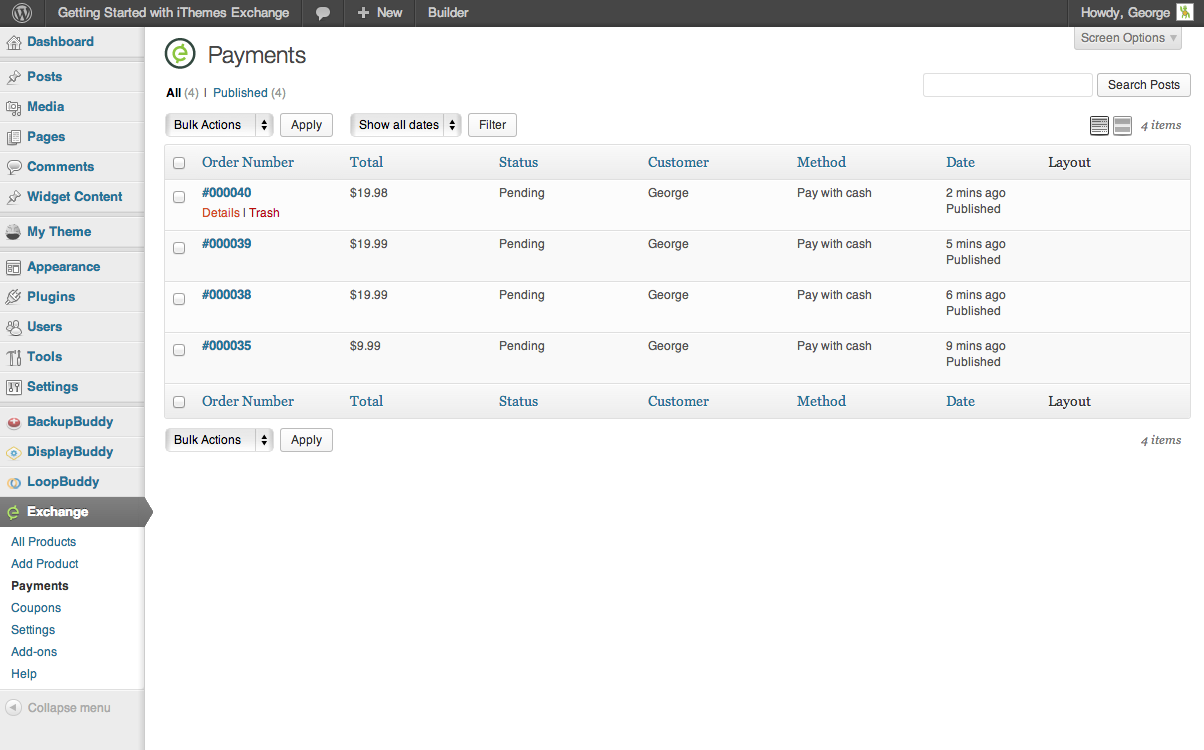 Getting Started with iThemes Exchange + New Builder Howdy, George
Screen Options
Dashboard
Posts
Media
Pages
Comments
Widget Content
My Theme
Appearance
Plugins
Users
Tools
Settings
BackupBuddy
DisplayBuddy
LoopBuddy
Exchange
All Products
Add Product
Payments
Coupons
Settings
Add-ons
Help
Collapse menu
Payments
All (4) | Published (4)
Search Posts
Bulk Actions Apply Show all dates Filter 4 items
Order Number Total Status Customer Method Date Layout
#000040 $19.98 Pending George Pay with cash 2 mins ago
Details | Trash Published
#000039 $19.99 Pending George Pay with cash 5 mins ago
Published
#000038 $19.99 Pending George Pay with cash 6 mins ago
Published
#000035 $9.99 Pending George Pay with cash 9 mins ago
Published
Order Number Total Status Customer Method Date Layout
Bulk Actions Apply 4 items